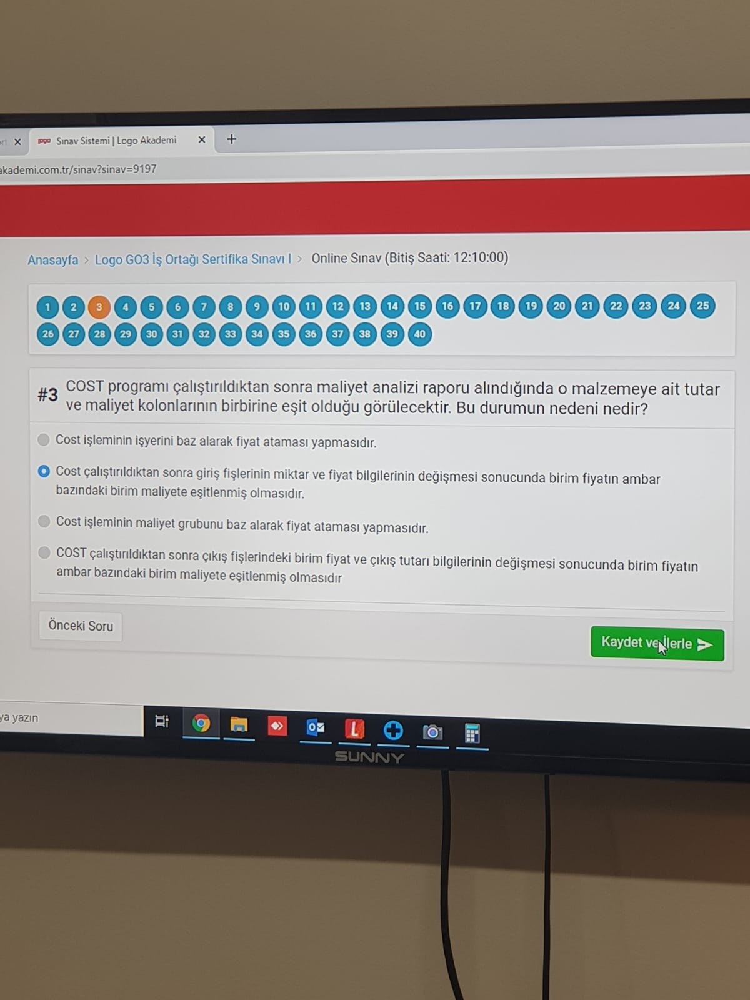 Sınav Sistemi | Logo Akademi
akademi.com.tr/sinav?sinav=9197
Anasayfa > Logo GO3 İş Ortağı Sertifika Sınavı I > Online Sınav (Bitiş Saati: 12:10:00)
1 2 3 4 5 6 7 8 9 10 11 12 13 14 15 16 17 18 19 20 21 22 23 24 25
26 27 28 29 30 31 32 33 34 35 36 37 38 39 40
#3 COST programı çalıştırıldıktan sonra maliyet analizi raporu alındığında o malzemeye ait tutar
ve maliyet kolonlarının birbirine eşit olduğu görülecektir. Bu durumun nedeni nedir?
Cost işleminin işyerini baz alarak fiyat ataması yapmasıdır.
Cost çalıştırıldıktan sonra giriş fişlerinin miktar ve fiyat bilgilerinin değişmesi sonucunda birim fiyatın ambar
bazındaki birim maliyete eşitlenmiş olmasıdır.
Cost işleminin maliyet grubunu baz alarak fiyat ataması yapmasıdır.
COST çalıştırıldıktan sonra çıkış fişlerindeki birim fiyat ve çıkış tutarı bilgilerinin değişmesi sonucunda birim fiyatın
ambar bazındaki birim maliyete eşitlenmiş olmasıdır
Önceki Soru
Kaydet ve İlerle
ya yazın
SUNNY